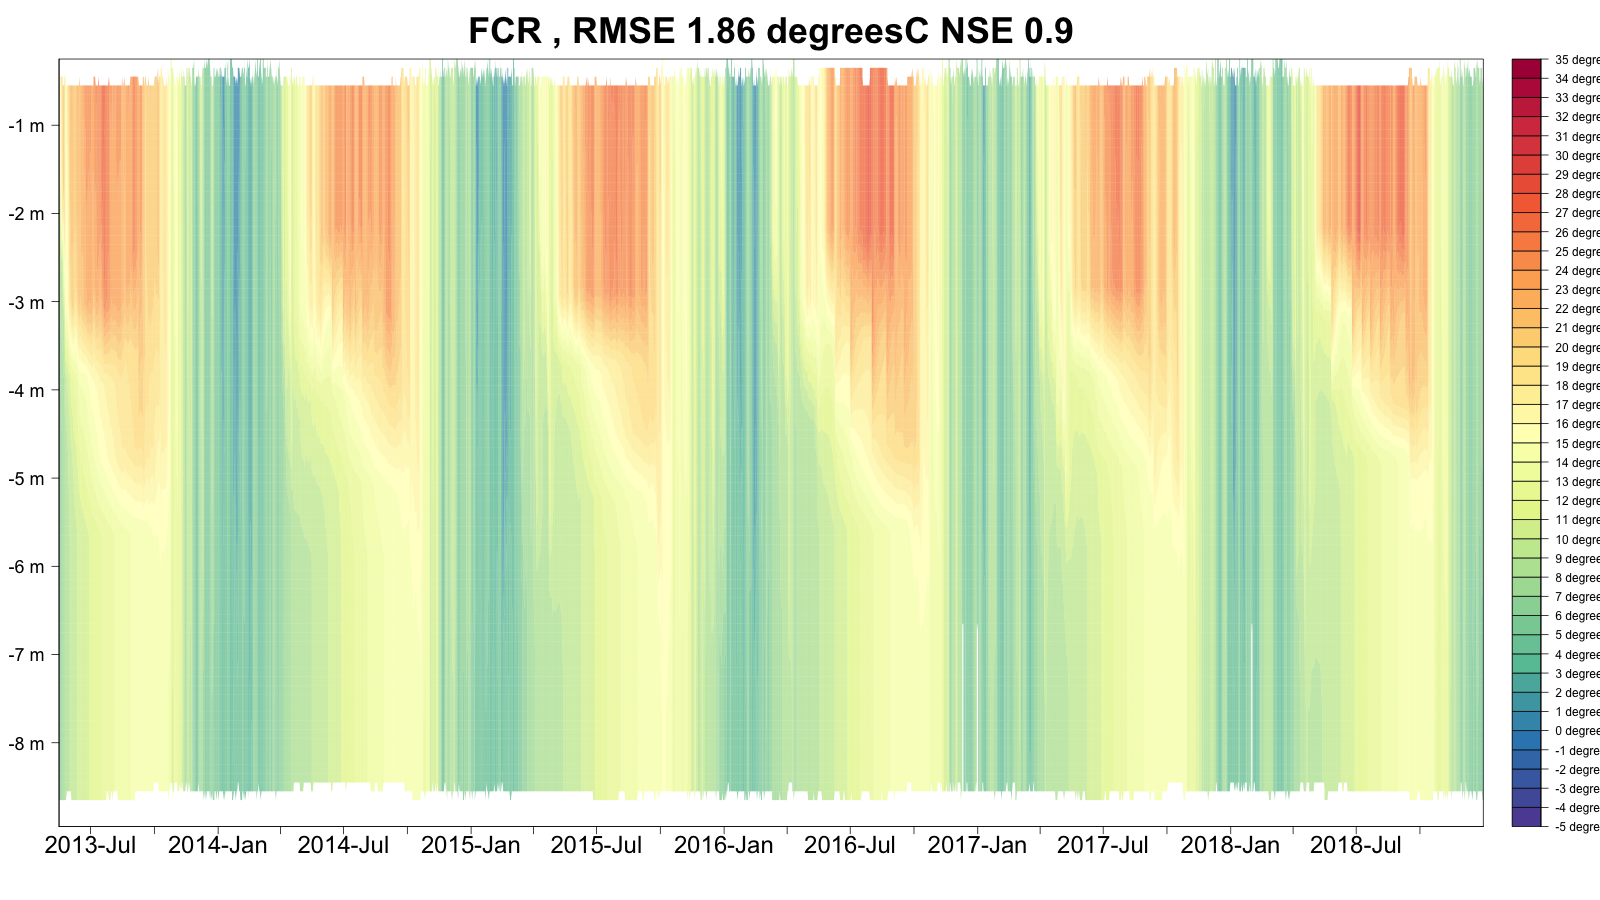 FCR , RMSE 1.86 degreesC NSE 0.9
-1 m
-2 m
-3 m
-4 m
-5 m
-6 m
-7 m
-8 m
2013-Jul 2014-Jan 2014-Jul 2015-Jan 2015-Jul 2016-Jan 2016-Jul 2017-Jan 2017-Jul 2018-Jan 2018-Jul
35 degre
34 degre
33 degre
32 degre
31 degre
30 degre
29 degre
28 degre
27 degre
26 degre
25 degre
24 degre
23 degre
22 degre
21 degre
20 degre
19 degre
18 degre
17 degre
16 degre
15 degre
14 degre
13 degre
12 degre
11 degre
10 degre
9 degree
8 degree
7 degree
6 degree
5 degree
4 degree
3 degree
2 degree
1 degree
0 degree
-1 degre
-2 degre
-3 degre
-4 degre
-5 degre